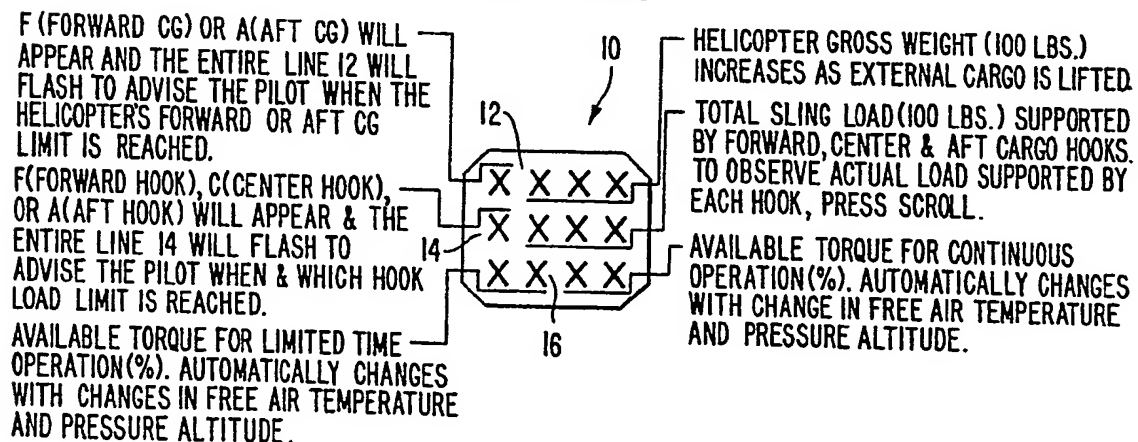 F (FORWARD CG) OR A(AFT CG) WILL
APPEAR AND THE ENTIRE LINE 12 WILL
FLASH TO ADVISE THE PILOT WHEN THE
HELICOPTER'S FORWARD OR AFT CG
LIMIT IS REACHED.
F(FORWARD HOOK), C(CENTER HOOK),
OR A(AFT HOOK) WILL APPEAR & THE
ENTIRE LINE 14 WILL FLASH TO
ADVISE THE PILOT WHEN & WHICH HOOK
LOAD LIMIT IS REACHED.
AVAILABLE TORQUE FOR LIMITED TIME
OPERATION(%). AUTOMATICALLY CHANGES
WITH CHANGES IN FREE AIR TEMPERATURE
AND PRESSURE ALTITUDE.
10
12
X X X X
14
X X X X
X X X X
16
HELICOPTER GROSS WEIGHT (100 LBS.)
INCREASES AS EXTERNAL CARGO IS LIFTED.
TOTAL SLING LOAD(100 LBS.) SUPPORTED
BY FORWARD, CENTER & AFT CARGO HOOKS.
TO OBSERVE ACTUAL LOAD SUPPORTED BY
EACH HOOK, PRESS SCROLL.
AVAILABLE TORQUE FOR CONTINUOUS
OPERATION(%). AUTOMATICALLY CHANGES
WITH CHANGE IN FREE AIR TEMPERATURE
AND PRESSURE ALTITUDE.